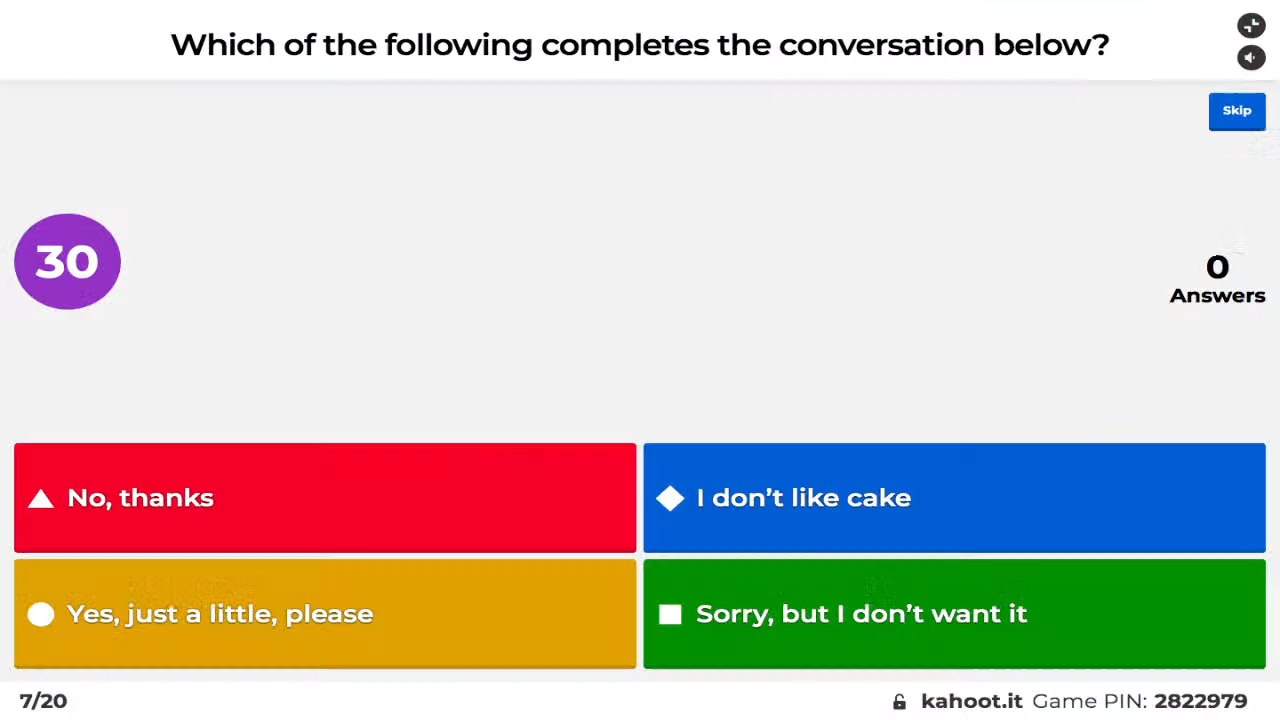 Which of the following completes the conversation below?
Skip
30
0
Answers
No, thanks
I don’t like cake
Yes, just a little, please
Sorry, but I don’t want it
7/20
kahoot.it Game PIN: 2822979